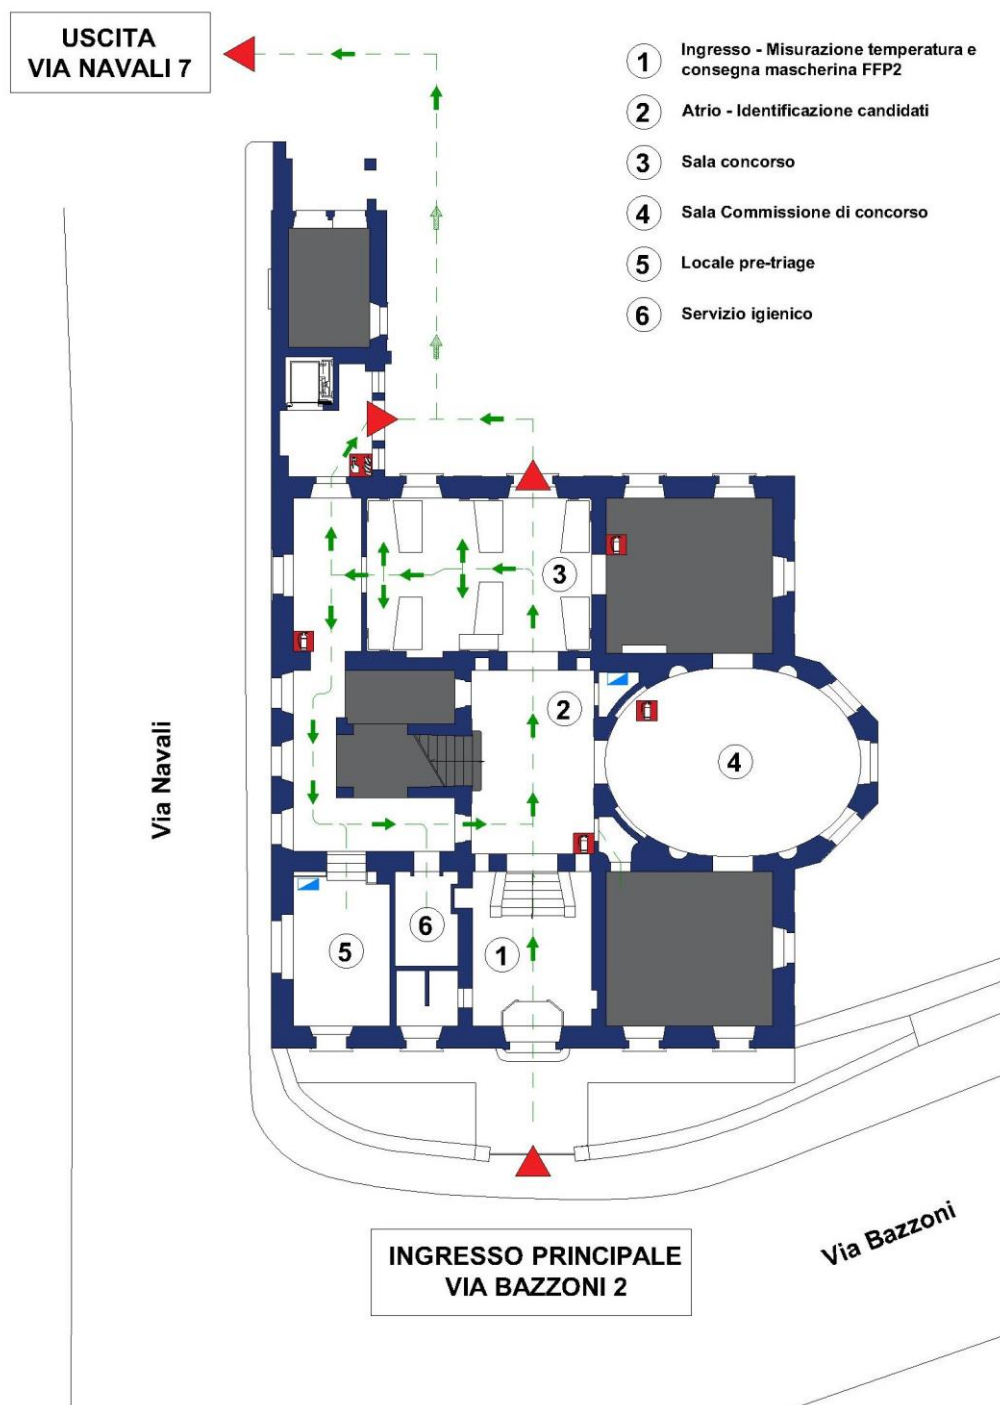 USCITA
VIA NAVALI 7
1 Ingresso - Misurazione temperatura e
consegna mascherina FFP2
2 Atrio - Identificazione candidati
3 Sala concorso
4 Sala Commissione di concorso
5 Locale pre-triage
6 Servizio igienico
3
2
4
Via Navali
6
5
1
Via Bazzoni
INGRESSO PRINCIPALE
VIA BAZZONI 2